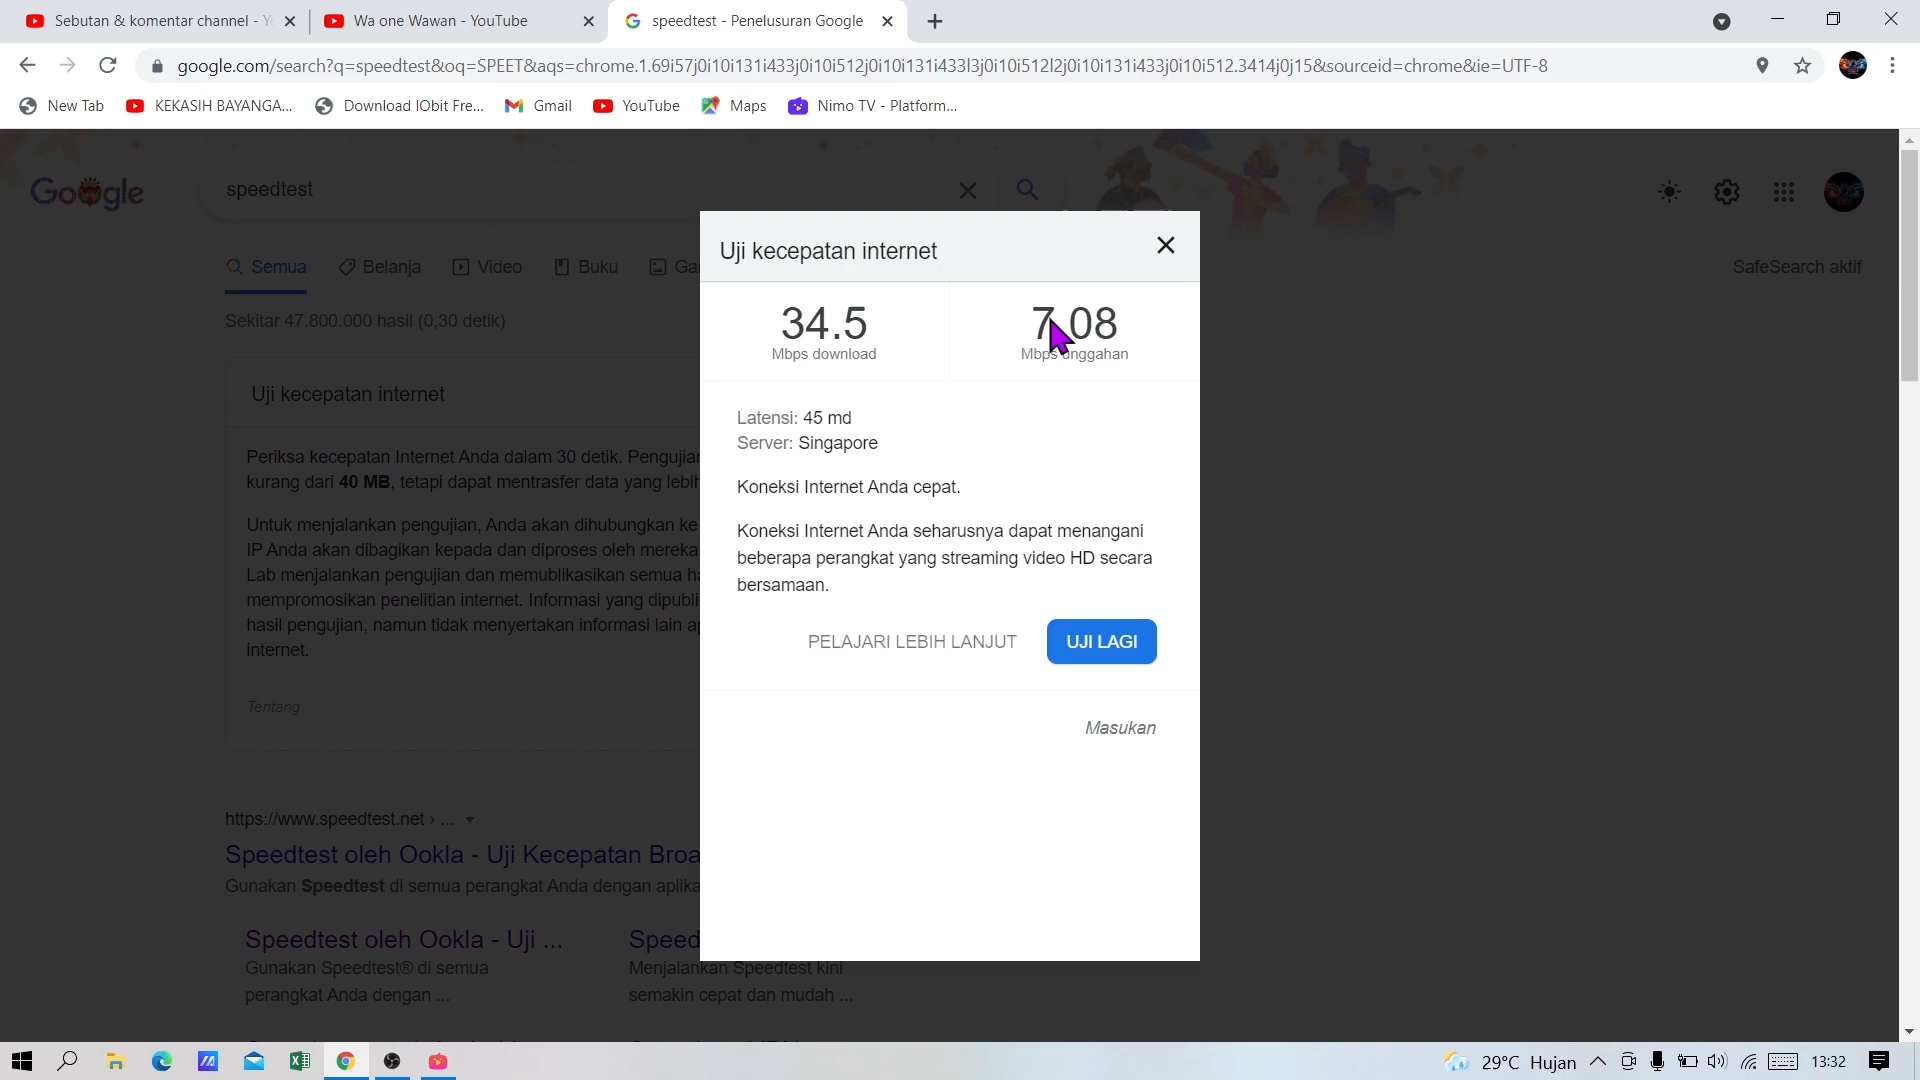 Sebutan & komentar channel - Y
Wa one Wawan - YouTube
speedtest - Penelusuran Google
google.com/search?q=speedtest&oq=SPEET&aqs=chrome.1.69i57j0i10i131i433j0i10i512j0i10i131i433l3j0i10i512l2j0i10i131i433j0i10i512.3414j0j15&sourceid=chrome&ie=UTF-8
New Tab
KEKASIH BAYANGA...
Download IObit Fre...
Gmail
YouTube
Maps
Nimo TV - Platform...
Google
speedtest
Semua
Belanja
Video
Buku
Ga
SafeSearch aktif
Sekitar 47.800.000 hasil (0,30 detik)
Uji kecepatan internet
Periksa kecepatan Internet Anda dalam 30 detik. Pengujian
kurang dari 40 MB, tetapi dapat mentrasfer data yang lebih
Untuk menjalankan pengujian, Anda akan dihubungkan ke
IP Anda akan dibagikan kepada dan diproses oleh mereka
Lab menjalankan pengujian dan memublikasikan semua ha
mempromosikan penelitian internet. Informasi yang dipubli
hasil pengujian, namun tidak menyertakan informasi lain a
internet.
Tentang
https://www.speedtest.net › ...
Speedtest oleh Ookla - Uji Kecepatan Broa
Gunakan Speedtest di semua perangkat Anda dengan aplika
Speedtest oleh Ookla - Uji ...
Gunakan Speedtest® di semua
perangkat Anda dengan ...
Speed
Menjalankan Speedtest kini
semakin cepat dan mudah ...
Uji kecepatan internet
34.5
Mbps download
7.08
Mbps unggahan
Latensi: 45 md
Server: Singapore
Koneksi Internet Anda cepat.
Koneksi Internet Anda seharusnya dapat menangani
beberapa perangkat yang streaming video HD secara
bersamaan.
PELAJARI LEBIH LANJUT
UJI LAGI
Masukan
29°C Hujan
13:32